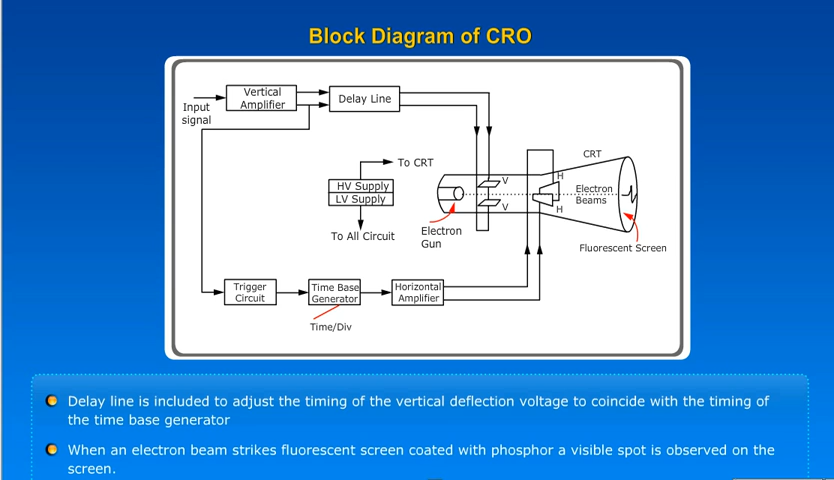 Block Diagram of CRO
Input
signal
Vertical
Amplifier
Delay Line
To CRT
HV Supply
LV Supply
To All Circuit
Electron
Gun
V
V
H
H
CRT
Electron
Beams
Fluorescent Screen
Trigger
Circuit
Time Base
Generator
Horizontal
Amplifier
Time/Div
Delay line is included to adjust the timing of the vertical deflection voltage to coincide with the timing of
the time base generator
When an electron beam strikes fluorescent screen coated with phosphor a visible spot is observed on the
screen.